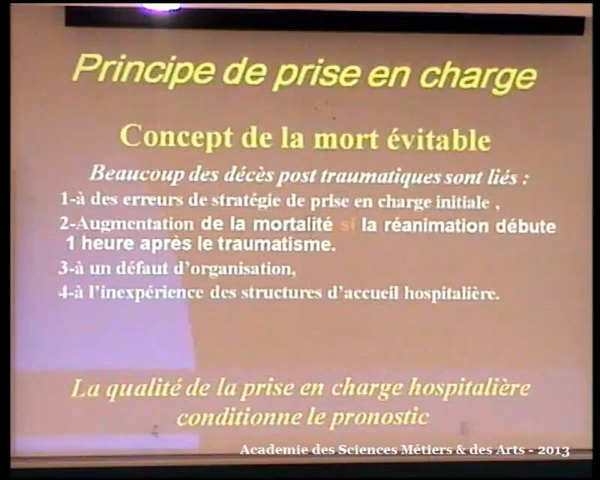 Principe de prise en charge
Concept de la mort évitable
Beaucoup des décès post traumatiques sont liés :
1-à des erreurs de stratégie de prise en charge initiale ,
2-Augmentation de la mortalité si la réanimation débute
1 heure après le traumatisme.
3-à un défaut d'organisation,
4-à l'inexpérience des structures d'accueil hospitalière.
La qualité de la prise en charge hospitalière
conditionne le pronostic
Academie des Sciences Métiers & des Arts - 2013